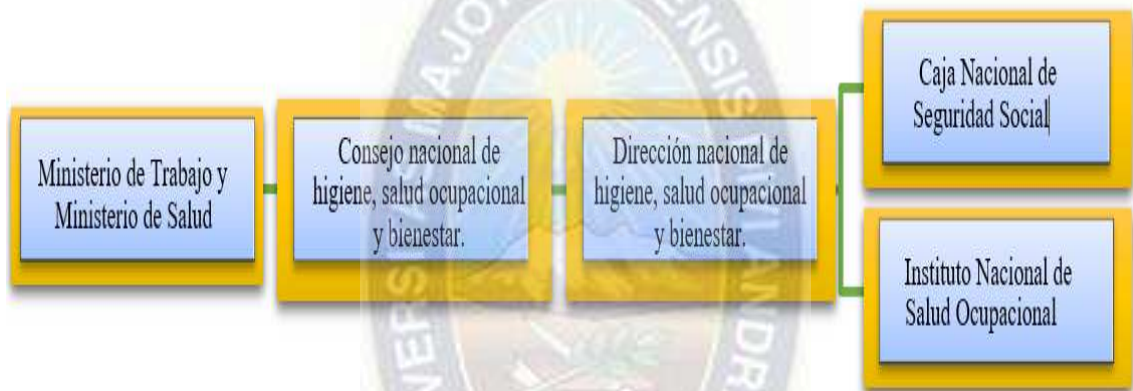 Ministerio de Trabajo y
Ministerio de Salud
Consejo nacional de
higiene, salud ocupacional
y bienestar.
Dirección nacional de
higiene, salud ocupacional
y bienestar.
Caja Nacional de
Seguridad Social
Instituto Nacional de
Salud Ocupacional